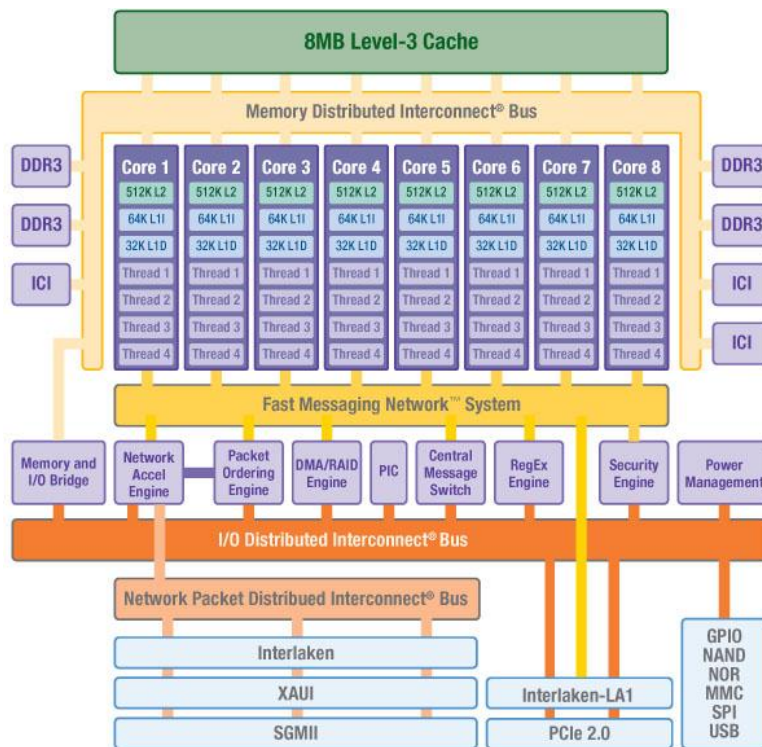 8MB Level-3 Cache
Memory Distributed Interconnect® Bus
DDR3
DDR3
ICI
Core 1
512K L2
64K L1I
32K L1D
Thread 1
Thread 2
Thread 3
Thread 4
Core 2
512K L2
64K L1I
32K L1D
Thread 1
Thread 2
Thread 3
Thread 4
Core 3
512K L2
64K L1I
32K L1D
Thread 1
Thread 2
Thread 3
Thread 4
Core 4
512K L2
64K L1I
32K L1D
Thread 1
Thread 2
Thread 3
Thread 4
Core 5
512K L2
64K L1I
32K L1D
Thread 1
Thread 2
Thread 3
Thread 4
Core 6
512K L2
64K L1I
32K L1D
Thread 1
Thread 2
Thread 3
Thread 4
Core 7
512K L2
64K L1I
32K L1D
Thread 1
Thread 2
Thread 3
Thread 4
Core 8
512K L2
64K L1I
32K L1D
Thread 1
Thread 2
Thread 3
Thread 4
DDR3
DDR3
ICI
ICI
Fast Messaging Network™ System
Memory and
I/O Bridge
Network
Accel
Engine
Packet
Ordering
Engine
DMA/RAID
Engine
PIC
Central
Message
Switch
RegEx
Engine
Security
Engine
Power
Management
I/O Distributed Interconnect® Bus
Network Packet Distribued Interconnect® Bus
Interlaken
XAUI
SGMII
Interlaken-LA1
PCIe 2.0
GPIO
NAND
NOR
MMC
SPI
USB